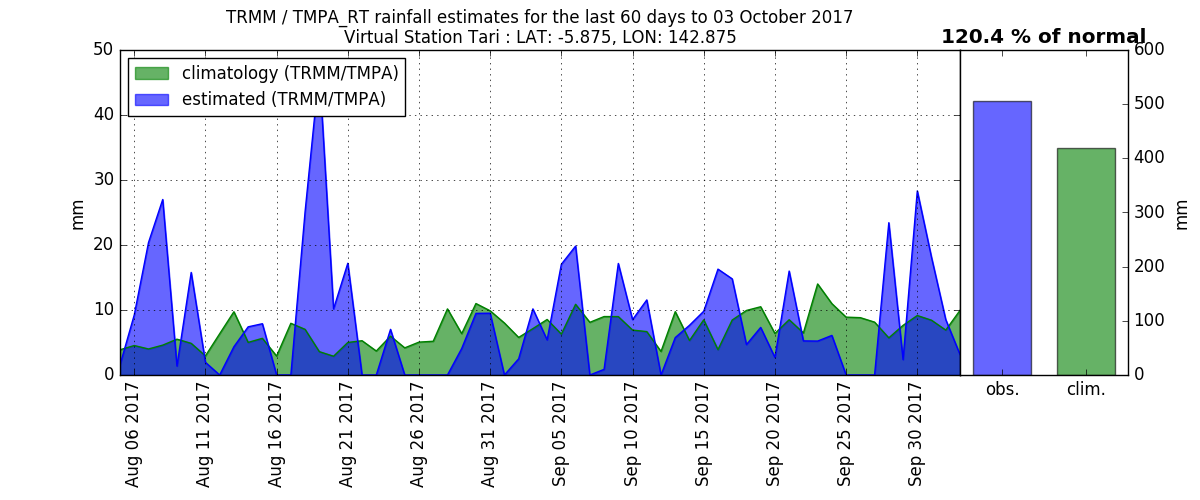 TRMM / TMPA_RT rainfall estimates for the last 60 days to 03 October 2017
Virtual Station Tari : LAT: -5.875, LON: 142.875
120.4 % of normal
climatology (TRMM/TMPA)
estimated (TRMM/TMPA)
50
40
30
20
10
0
mm
Aug 06 2017
Aug 11 2017
Aug 16 2017
Aug 21 2017
Aug 26 2017
Aug 31 2017
Sep 05 2017
Sep 10 2017
Sep 15 2017
Sep 20 2017
Sep 25 2017
Sep 30 2017
obs.
clim.
600
500
400
300
200
100
0
mm